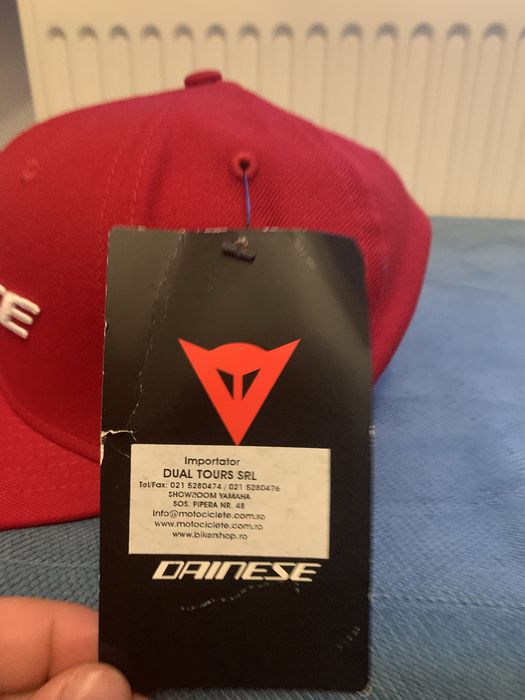 Importator
DUAL TOURS SRL
Tel/Fax: 021 5280474 / 021 5280476
SHOWROOM YAMAHA
SOS. PIPERA NR. 48
info@motociclete.com.ro
www.motociclete.com.ro
www.bikershop.ro
DAINESE